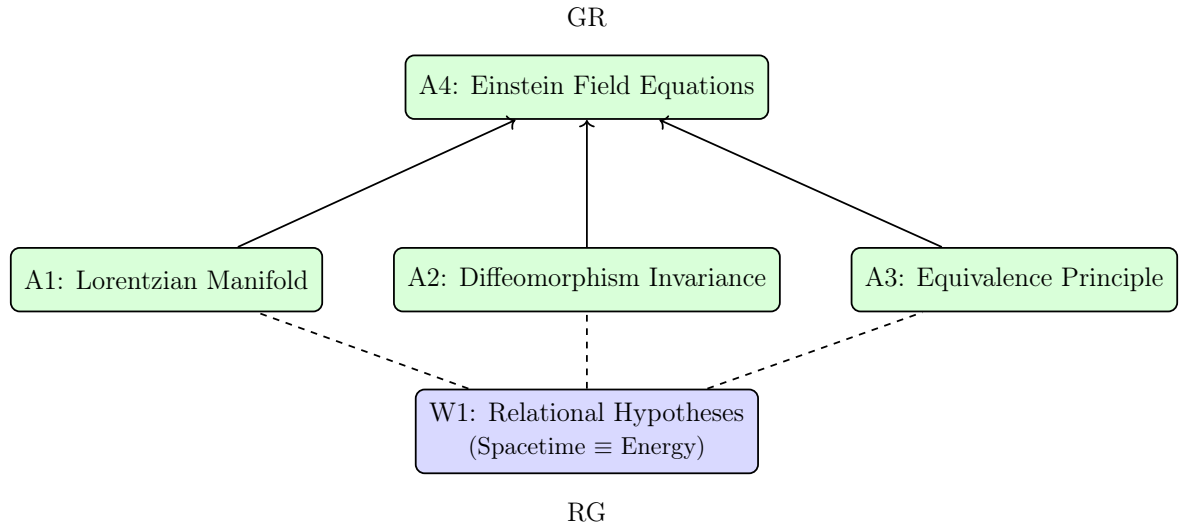 GR
A4: Einstein Field Equations
A1: Lorentzian Manifold
A2: Diffeomorphism Invariance
A3: Equivalence Principle
W1: Relational Hypotheses
(Spacetime ≡ Energy)
RG